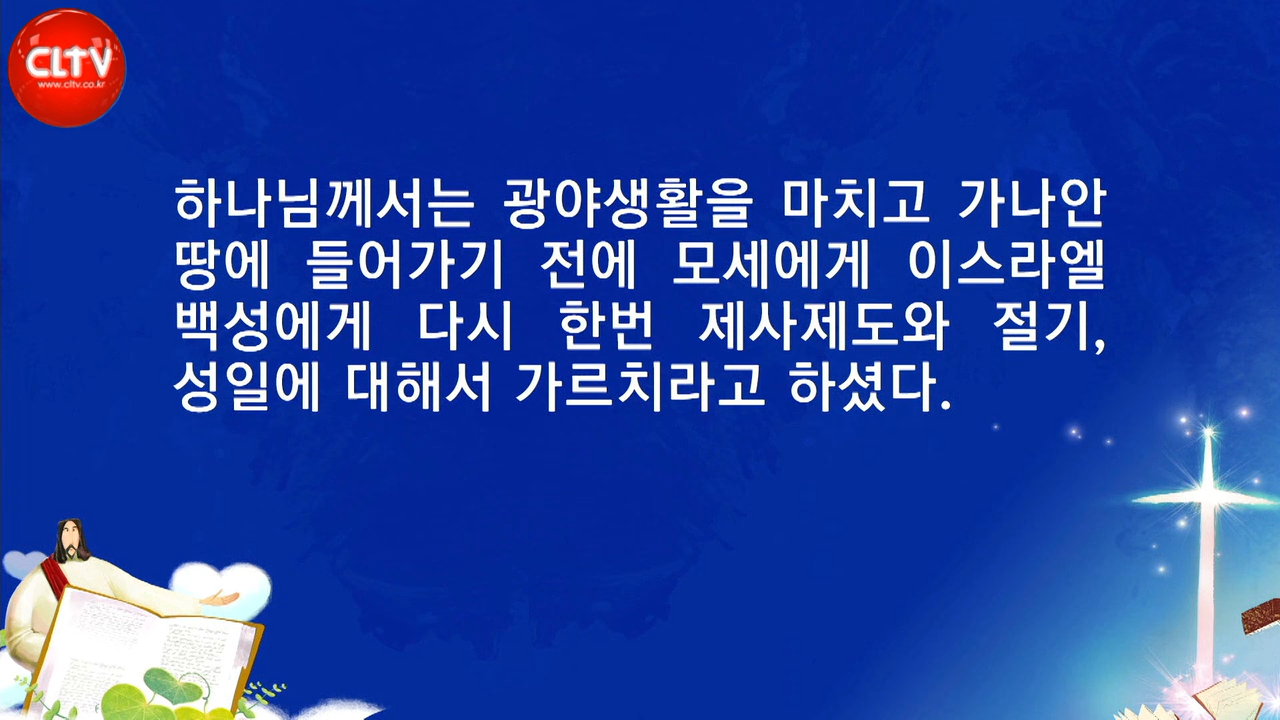 CLTV
www.cltv.co.kr
하나님께서는 광야생활을 마치고 가나안
땅에 들어가기 전에 모세에게 이스라엘
백성에게 다시 한번 제사제도와 절기,
성일에 대해서 가르치라고 하셨다.